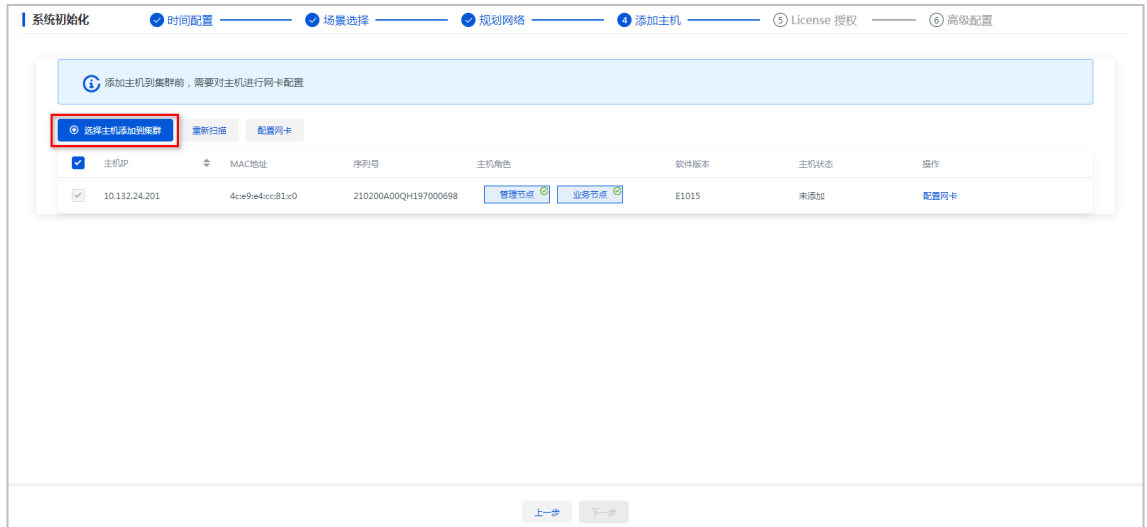 系统初始化 时间配置 场景选择 规划网络 4 添加主机 5 License 授权 6 高级配置
添加主机到集群前，需要对主机进行网卡配置
选择主机添加到集群 重新扫描 配置网卡
主机IP MAC地址 序列号 主机角色 软件版本 主机状态 操作
10.132.24.201 4c:e9:e4:cc:81:c0 210200A00QH197000698 管理节点 业务节点 E1015 未添加 配置网卡
上一步 下一步